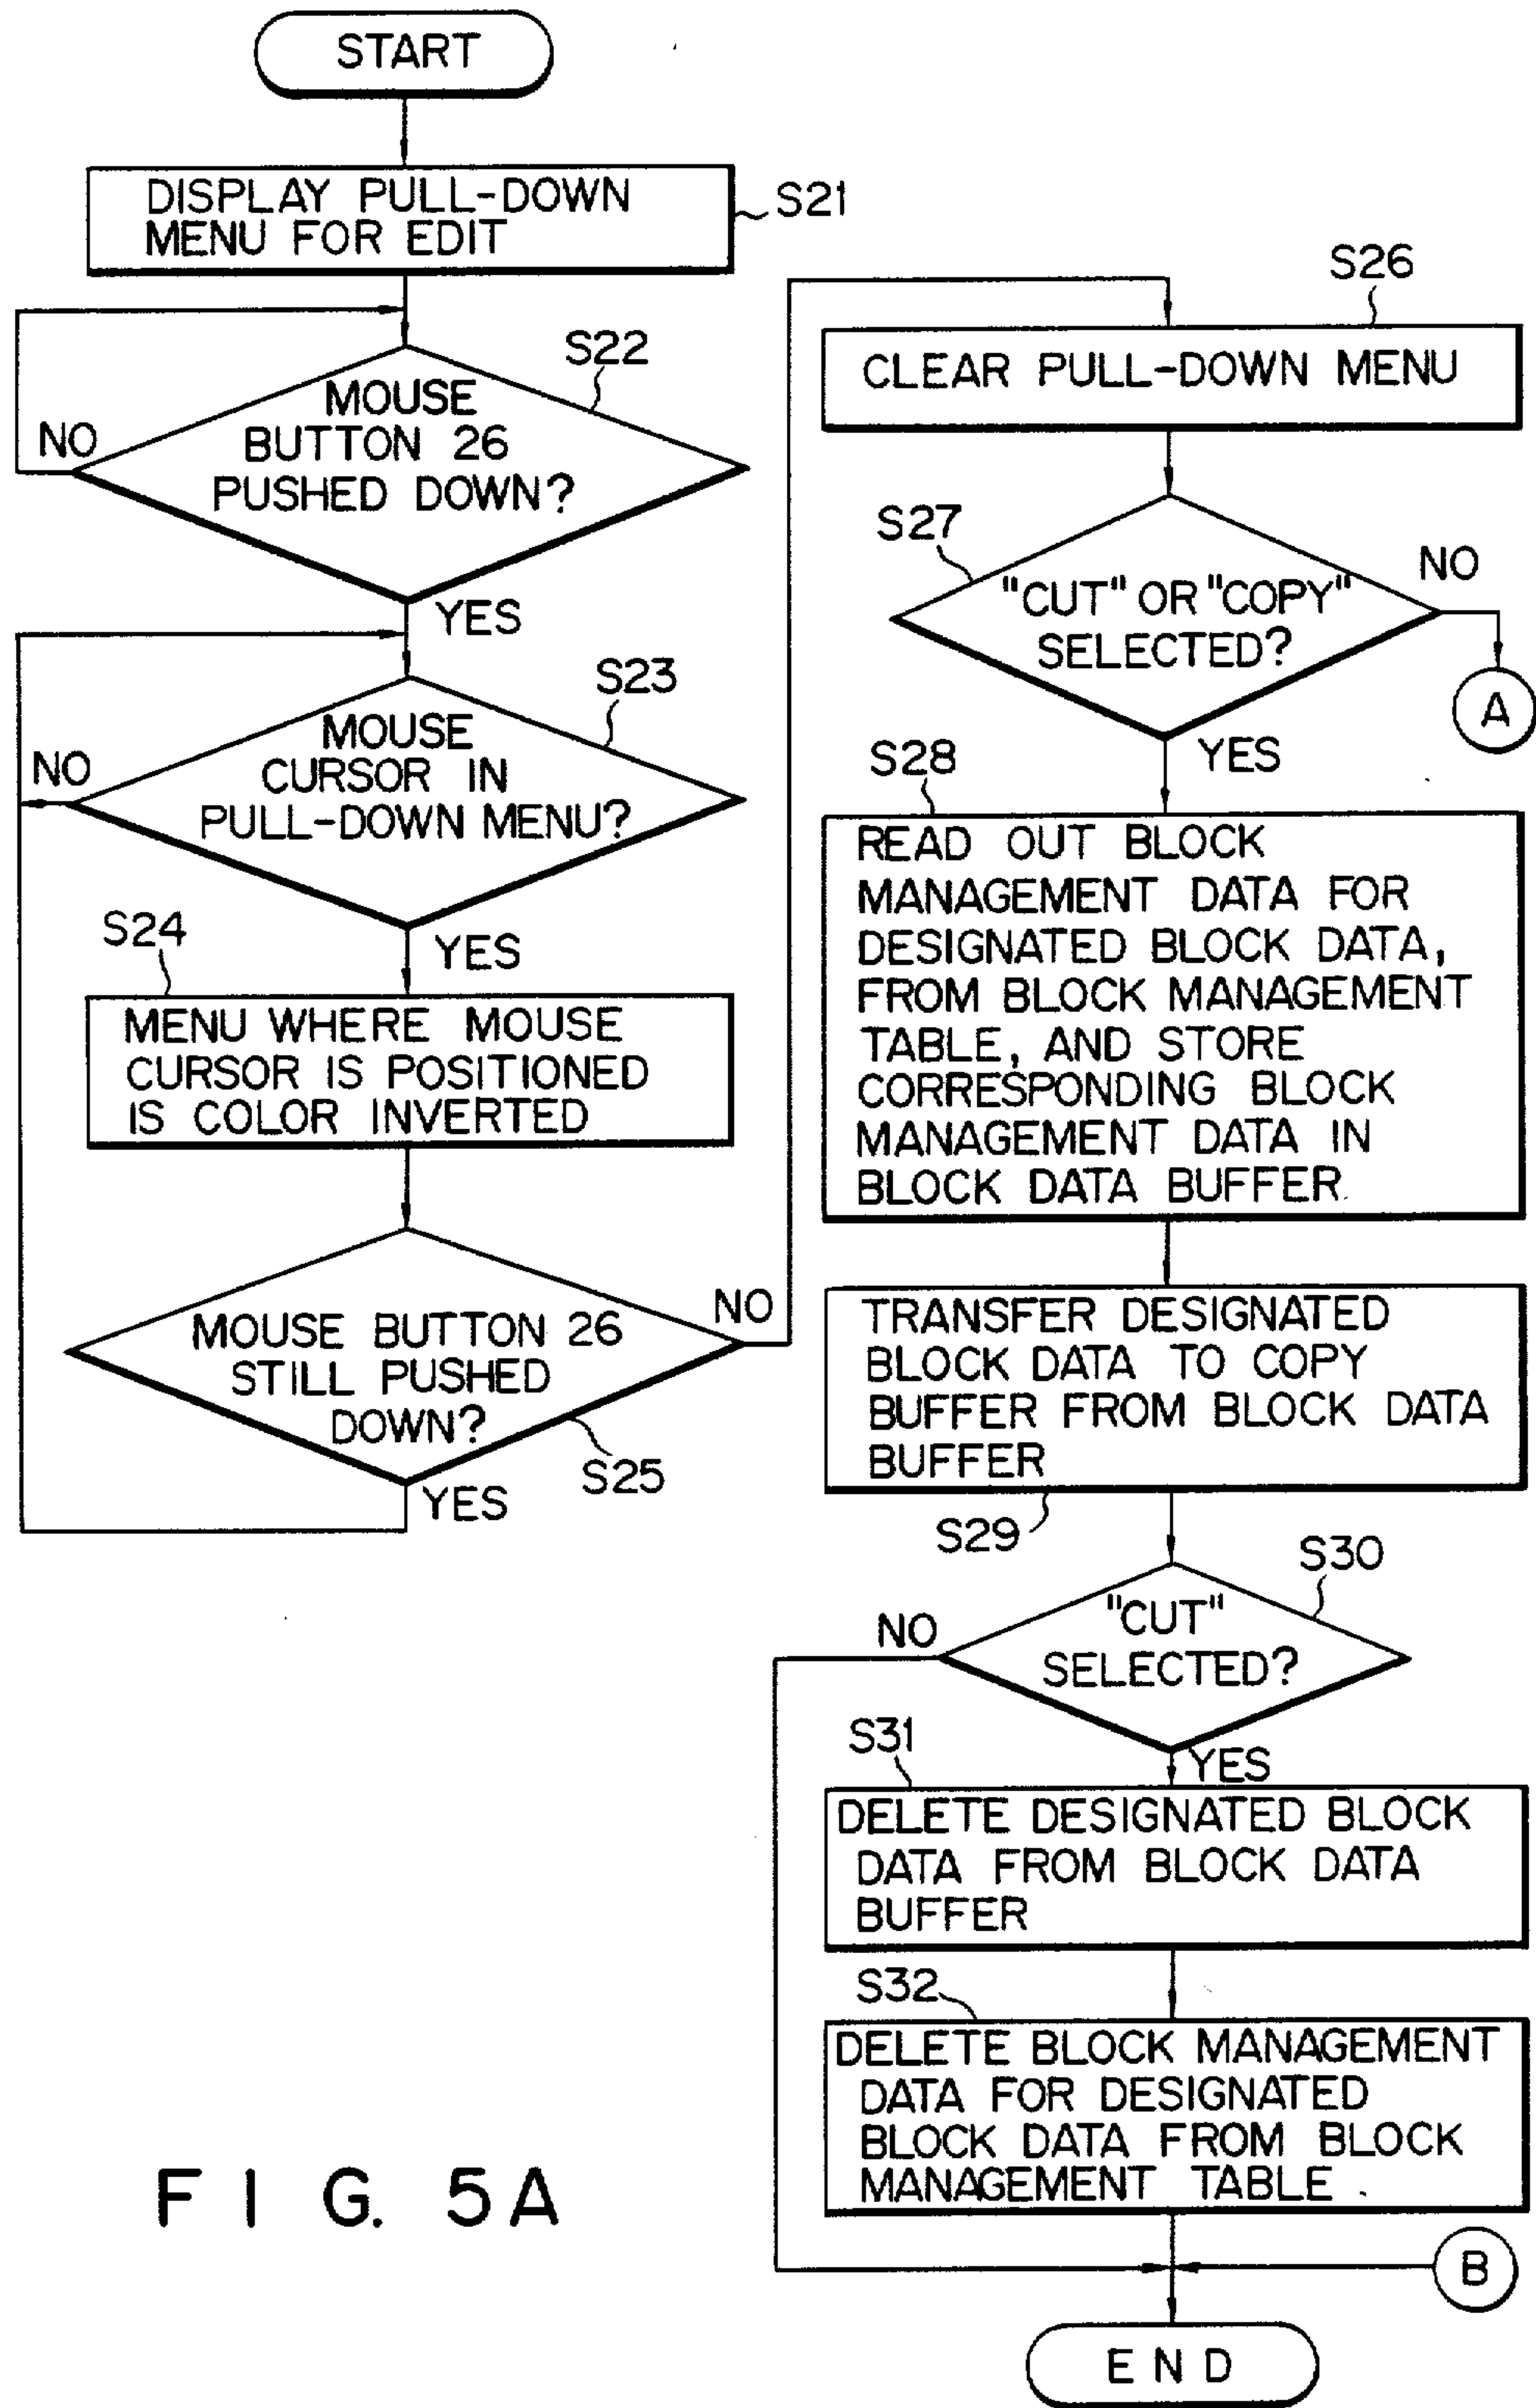 START
DISPLAY PULL-DOWN
MENU FOR EDIT
S21
S22
MOUSE
BUTTON 26
PUSHED DOWN?
NO
YES
S23
MOUSE
CURSOR IN
PULL-DOWN MENU?
NO
YES
S24
MENU WHERE MOUSE
CURSOR IS POSITIONED
IS COLOR INVERTED
MOUSE BUTTON 26
STILL PUSHED
DOWN?
NO
S25
YES
S26
CLEAR PULL-DOWN MENU
S27
"CUT" OR "COPY"
SELECTED?
NO
A
YES
S28
READ OUT BLOCK
MANAGEMENT DATA FOR
DESIGNATED BLOCK DATA,
FROM BLOCK MANAGEMENT
TABLE, AND STORE
CORRESPONDING BLOCK
MANAGEMENT DATA IN
BLOCK DATA BUFFER
TRANSFER DESIGNATED
BLOCK DATA TO COPY
BUFFER FROM BLOCK DATA
BUFFER
S29
S30
"CUT"
SELECTED?
NO
YES
S31
DELETE DESIGNATED BLOCK
DATA FROM BLOCK DATA
BUFFER
S32
DELETE BLOCK MANAGEMENT
DATA FOR DESIGNATED
BLOCK DATA FROM BLOCK
MANAGEMENT TABLE
B
END
FIG. 5A